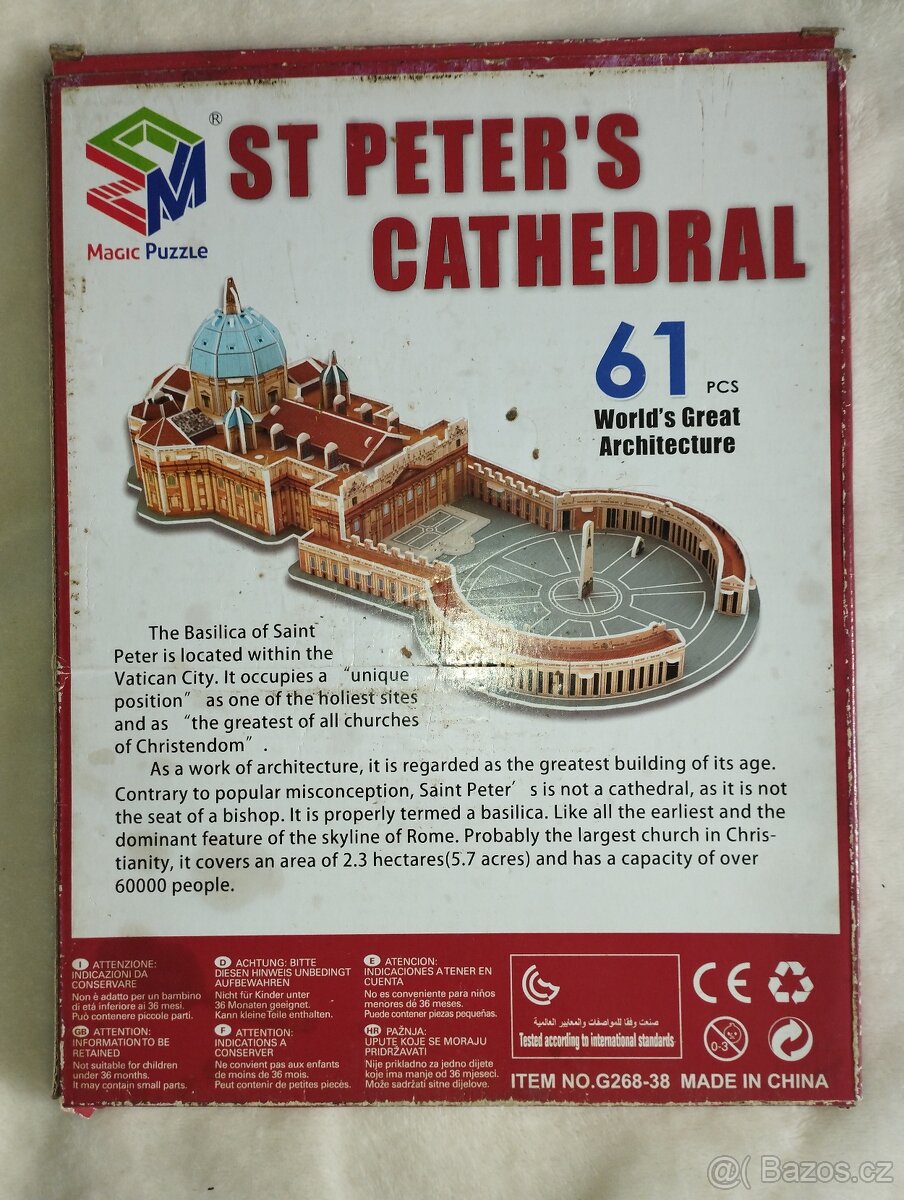 ®
ST PETER'S
CATHEDRAL
MAGIC PUZZLE
61 PCS
World's Great
Architecture
The Basilica of Saint
Peter is located within the
Vatican City. It occupies a “unique
position” as one of the holiest sites
and as “the greatest of all churches
of Christendom”.
As a work of architecture, it is regarded as the greatest building of its age.
Contrary to popular misconception, Saint Peter' s is not a cathedral, as it is not
the seat of a bishop. It is properly termed a basilica. Like all the earliest and the
dominant feature of the skyline of Rome. Probably the largest church in Chris-
tianity, it covers an area of 2.3 hectares(5.7 acres) and has a capacity of over
60000 people.
I ATTENZIONE:
INDICAZIONI DA
CONSERVARE
Non è adatto per un bambino
di età inferiore ai 36 mesi.
Può contenere piccole parti.
D ACHTUNG: BITTE
DIESEN HINWEIS UNBEDINGT
AUFBEWAHREN
Nicht für Kinder unter
36 Monaten geeignet.
Kann kleine Teile enthalten.
E ATENCION:
INDICACIONES A TENER EN
CUENTA
No es conveniente para niños
menores de 36 meses.
Puede contener piezas pequeñas.
GB ATTENTION:
INFORMATION TO BE
RETAINED
Not suitable for children
under 36 months.
It may contain small parts.
F ATTENTION:
INDICATIONS A
CONSERVER
Ne convient pas aux enfants
de moins de 36 mois.
Peut contenir de petites pièces.
HR PAŽNJA:
UPUTE KOJE SE MORAJU
PRIDRŽAVATI
Nije prikladno za jedno dijete
koje ima manje od 36 mjeseci.
Može sadržati sitne dijelove.
صنعت وفقا للمواصفات والمعايير العالمية
Tested according to international standards
CE
0-3
ITEM NO.G268-38 MADE IN CHINA
@( Bazos.cz